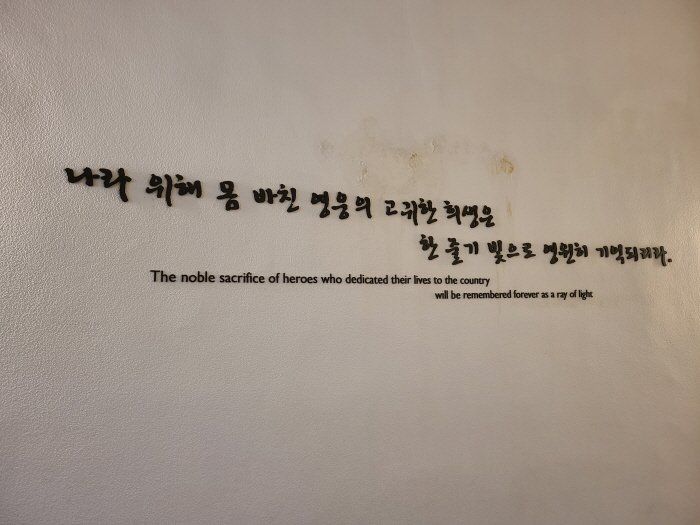 나라 위해 몸 바친 영웅의 고귀한 희생은
한 줄기 빛으로 영원히 기억되리라.
The noble sacrifice of heroes who dedicated their lives to the country
will be remembered forever as a ray of light